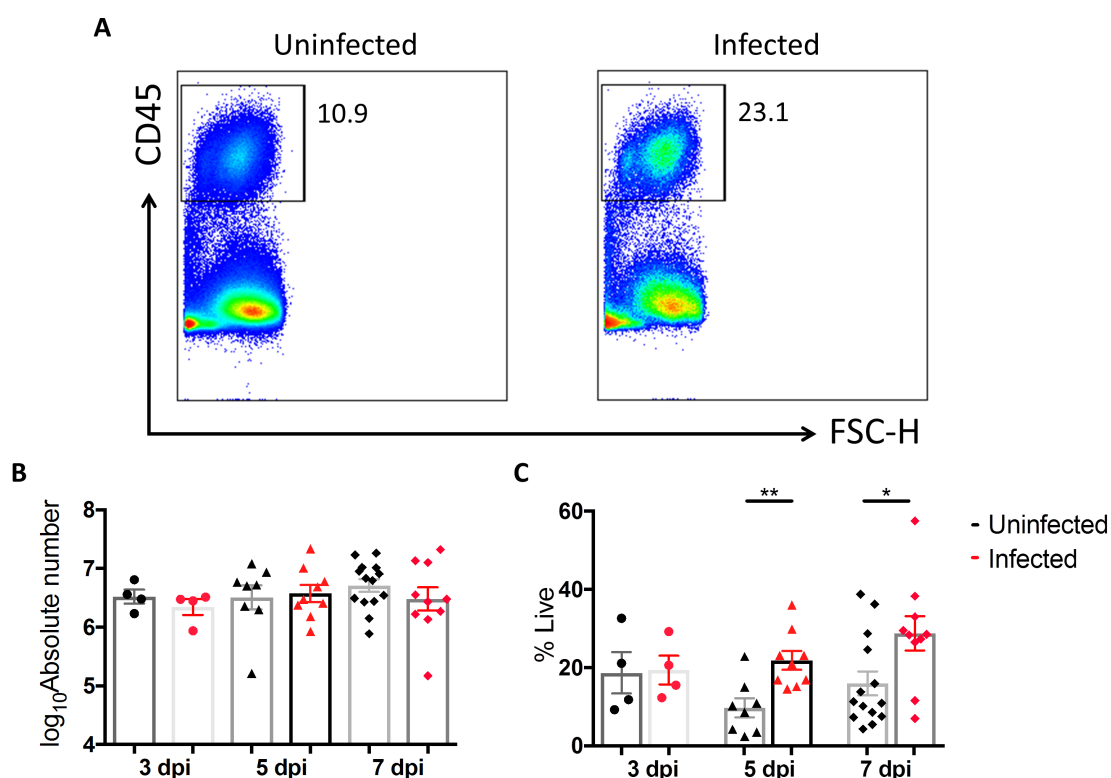 A
Uninfected
Infected
CD45
10.9
23.1
FSC-H
B
log10Absolute number
8
7
6
5
4
3 dpi
5 dpi
7 dpi
C
% Live
60
40
20
0
**
*
3 dpi
5 dpi
7 dpi
Uninfected
Infected